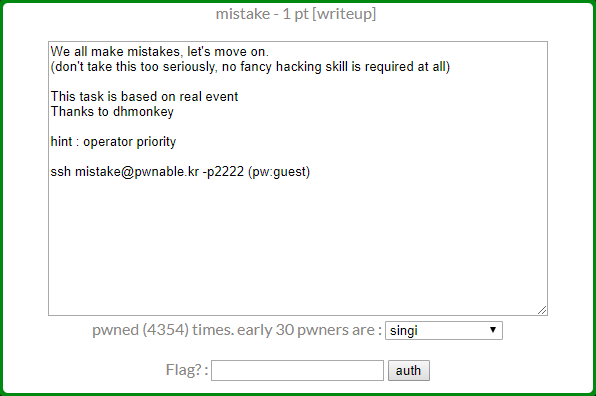 mistake - 1 pt [writeup]
We all make mistakes, let's move on.
(don't take this too seriously, no fancy hacking skill is required at all)
This task is based on real event
Thanks to dhmonkey
hint : operator priority
ssh mistake@pwnable.kr -p2222 (pw:guest)
pwned (4354) times. early 30 pwners are : singi
Flag? : auth